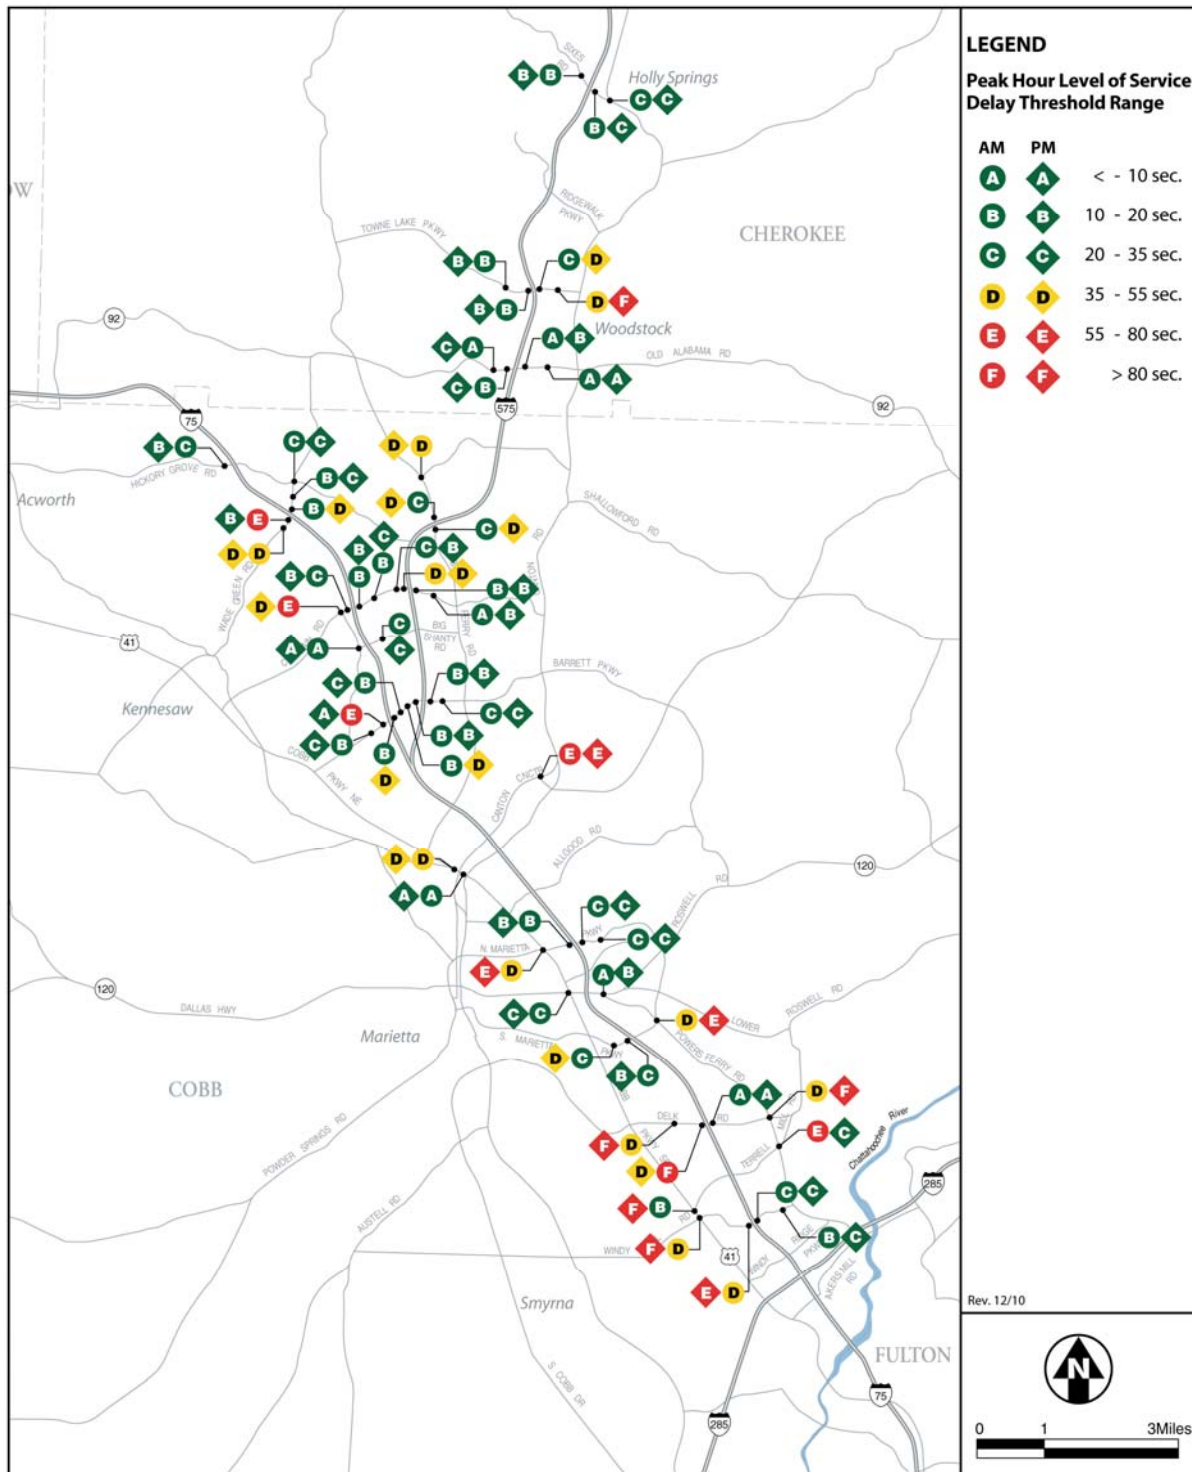 LEGEND
Peak Hour Level of Service
Delay Threshold Range
AM PM
A A < - 10 sec.
B B 10 - 20 sec.
C C 20 - 35 sec.
D D 35 - 55 sec.
E E 55 - 80 sec.
F F > 80 sec.
SIXES
RD
Holly Springs
B B
C C
B C
RIDGEWALK
PKWY
CHEROKEE
TOWNE LAKE PKWY
B B
C D
B B
D F
Woodstock
92
C A
A B
OLD ALABAMA RD
C B
A A
575
92
75
B C
C C
D D
HICKORY GROVE RD
B C
Acworth
D C
SHALLOWFORD RD
B E
B D
C D
B C
C B
D D
WADE GREEN RD
B C
B B
D D
B B
D E
A B
41
C
C
BIG
SHANTY
RD
A A
BARRETT PKWY
B B
C B
Kennesaw
A E
C C
C B
B B
B
D
B D
E E
COBB
PKWY NE
CANTON
CNCTR
D D
ALLGOOD RD
120
A A
ROSWELL
RD
C C
B B
N. MARIETTA
PKWY
C C
E D
A B
120
DALLAS HWY
C C
D E
LOWER
ROSWELL RD
Marietta
S. MARIETTA
PKWY
D C
POWERS FERRY RD
B C
COBB
A A
D F
DELK
RD
E C
Chattahoochee River
F D
PKWY
TERRELL
MILL
POWDER SPRINGS RD
D F
C C
285
F B
AUSTELL RD
B C
F D
WINDY
RD
41
WINDY
RIDGE
PKWY
AKERS MILL
RD
E D
Smyrna
FULTON
S COBB DR
75
285
Rev. 12/10
N
0 1 3Miles